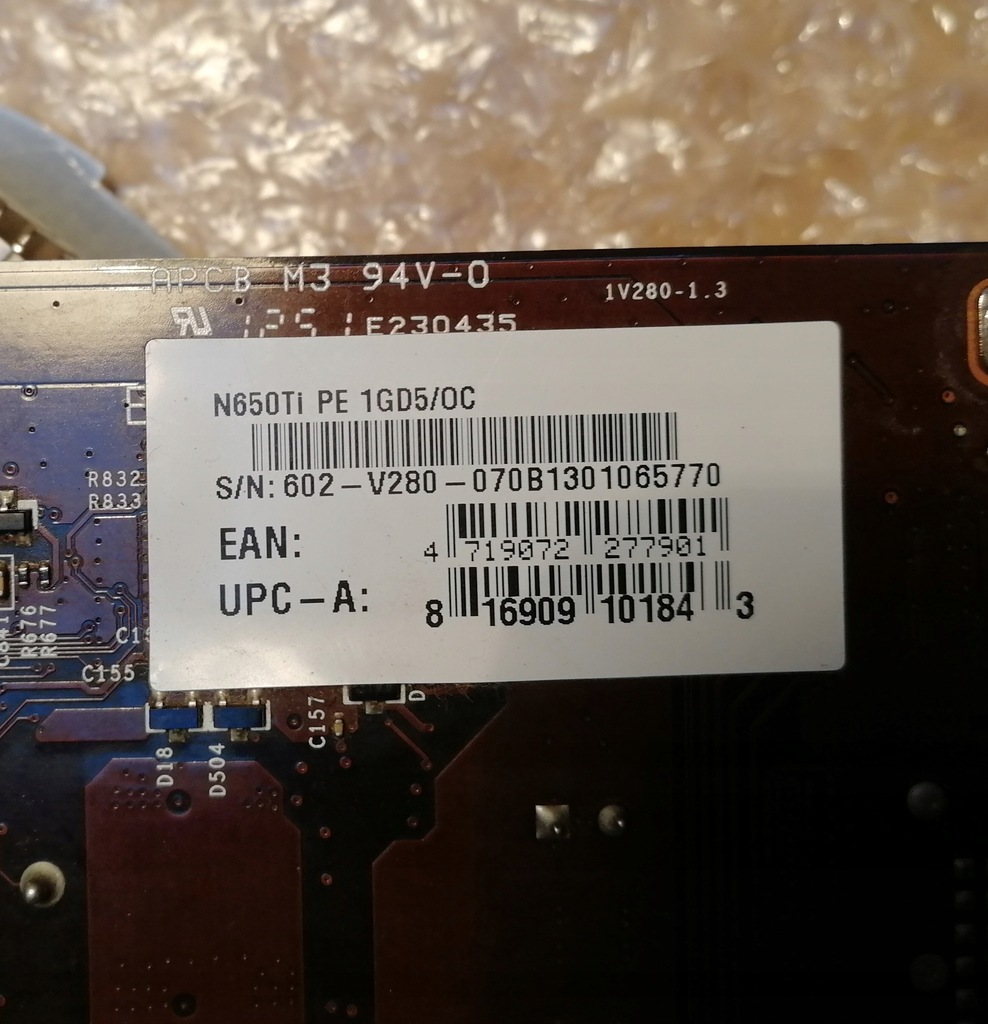 APCB M3 94V-0
1V280-1.3
1251 E230435
N650Ti PE 1GD5/OC
S/N: 602-V280-070B1301065770
EAN:
4 719072 277901
UPC-A:
8 16909 10184 3
R832
R833
R676
R677
C155
C157
D18
D504